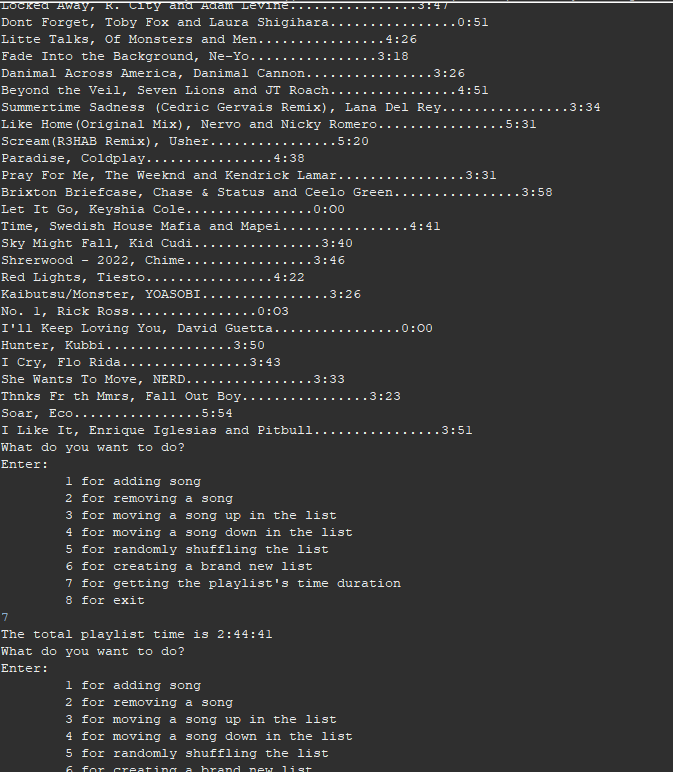 Locked Away, R. City and Adam Levine................3:47
Dont Forget, Toby Fox and Laura Shigihara................0:51
Litte Talks, Of Monsters and Men................4:26
Fade Into the Background, Ne-Yo................3:18
Danimal Across America, Danimal Cannon................3:26
Beyond the Veil, Seven Lions and JT Roach................4:51
Summertime Sadness (Cedric Gervais Remix), Lana Del Rey................3:34
Like Home(Original Mix), Nervo and Nicky Romero................5:31
Scream(R3HAB Remix), Usher................5:20
Paradise, Coldplay................4:38
Pray For Me, The Weeknd and Kendrick Lamar................3:31
Brixton Briefcase, Chase & Status and Ceelo Green................3:58
Let It Go, Keyshia Cole................0:O0
Time, Swedish House Mafia and Mapei................4:41
Sky Might Fall, Kid Cudi................3:40
Shrerwood - 2022, Chime................3:46
Red Lights, Tiesto................4:22
Kaibutsu/Monster, YOASOBI................3:26
No. 1, Rick Ross................0:O3
I'll Keep Loving You, David Guetta................0:O0
Hunter, Kubbi................3:50
I Cry, Flo Rida................3:43
She Wants To Move, NERD................3:33
Thnks Fr th Mmrs, Fall Out Boy................3:23
Soar, Eco................5:54
I Like It, Enrique Iglesias and Pitbull................3:51
What do you want to do?
Enter:
1 for adding song
2 for removing a song
3 for moving a song up in the list
4 for moving a song down in the list
5 for randomly shuffling the list
6 for creating a brand new list
7 for getting the playlist's time duration
8 for exit
7
The total playlist time is 2:44:41
What do you want to do?
Enter:
1 for adding song
2 for removing a song
3 for moving a song up in the list
4 for moving a song down in the list
5 for randomly shuffling the list
6 for creating a brand new list